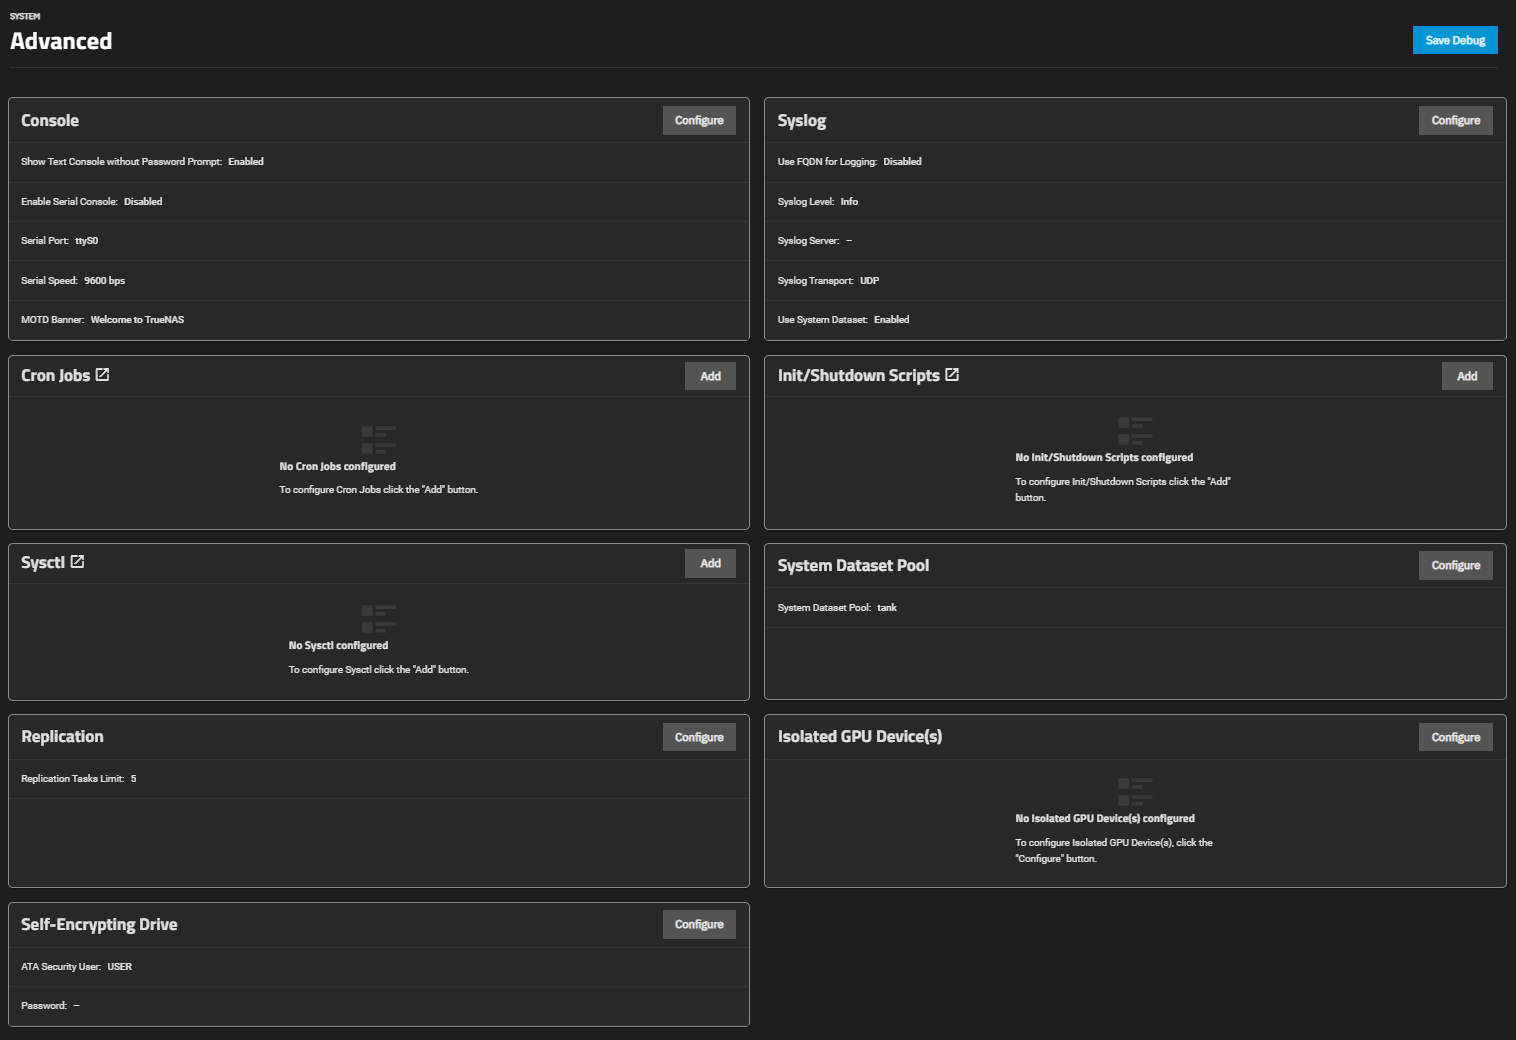 SYSTEM
Advanced
Save Debug
Console
Configure
Show Text Console without Password Prompt: Enabled
Enable Serial Console: Disabled
Serial Port: ttyS0
Serial Speed: 9600 bps
MOTD Banner: Welcome to TrueNAS
Syslog
Configure
Use FQDN for Logging: Disabled
Syslog Level: Info
Syslog Server: –
Syslog Transport: UDP
Use System Dataset: Enabled
Cron Jobs
Add
No Cron Jobs configured
To configure Cron Jobs click the "Add" button.
Init/Shutdown Scripts
Add
No Init/Shutdown Scripts configured
To configure Init/Shutdown Scripts click the "Add"
button.
Sysctl
Add
No Sysctl configured
To configure Sysctl click the "Add" button.
System Dataset Pool
Configure
System Dataset Pool: tank
Replication
Configure
Replication Tasks Limit: 5
Isolated GPU Device(s)
Configure
No Isolated GPU Device(s) configured
To configure Isolated GPU Device(s), click the
"Configure" button.
Self-Encrypting Drive
Configure
ATA Security User: USER
Password: –